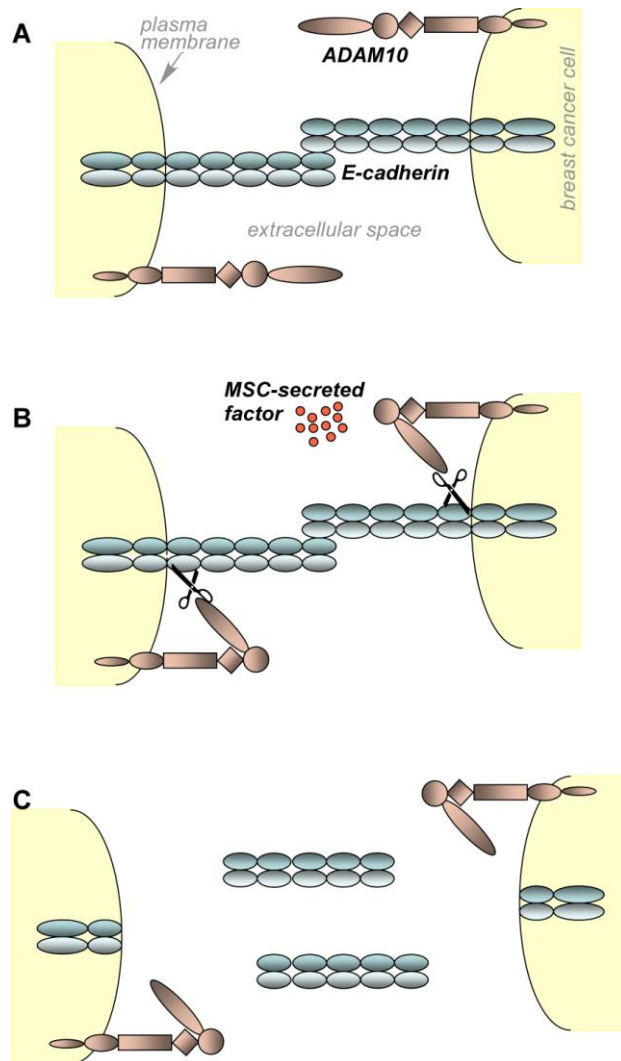 A
plasma
membrane
ADAM10
breast cancer cell
E-cadherin
extracellular space
B
MSC-secreted
factor
C